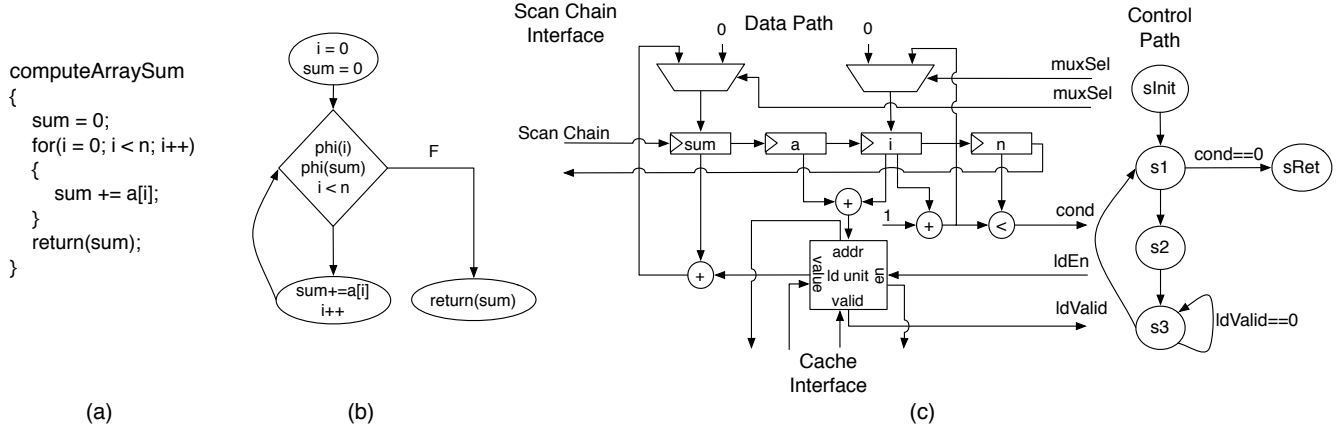 computeArraySum
{
sum = 0;
for(i = 0; i < n; i++)
{
sum += a[i];
}
return(sum);
}
(a)
i = 0
sum = 0
phi(i)
phi(sum)
i < n
F
sum+=a[i]
i++
return(sum)
(b)
Scan Chain
Interface
Data Path
Control
Path
0
0
muxSel
muxSel
Scan Chain
sum
a
i
n
+
1
+
<
cond
+
addr
value
ld unit
en
valid
ldEn
ldValid
Cache
Interface
sInit
s1
cond==0
sRet
s2
s3
ldValid==0
(c)